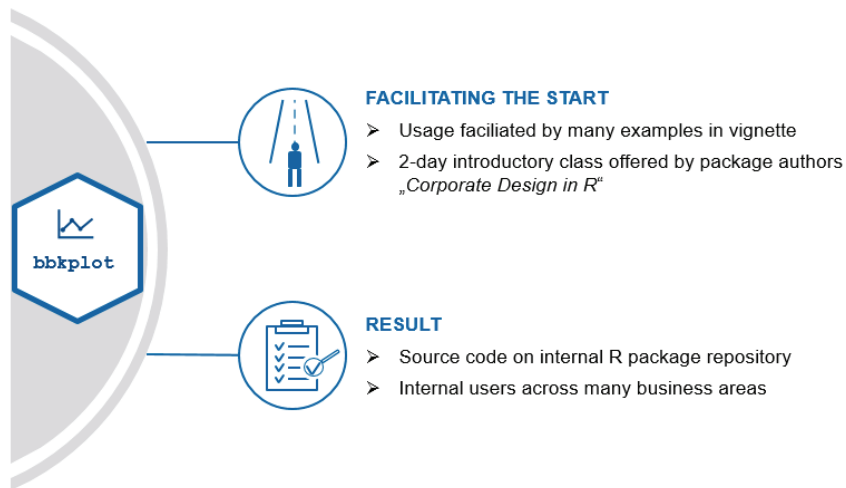 FACILITATING THE START
➢ Usage faciliated by many examples in vignette
➢ 2-day introductory class offered by package authors
„Corporate Design in R“
bbkplot
RESULT
➢ Source code on internal R package repository
➢ Internal users across many business areas